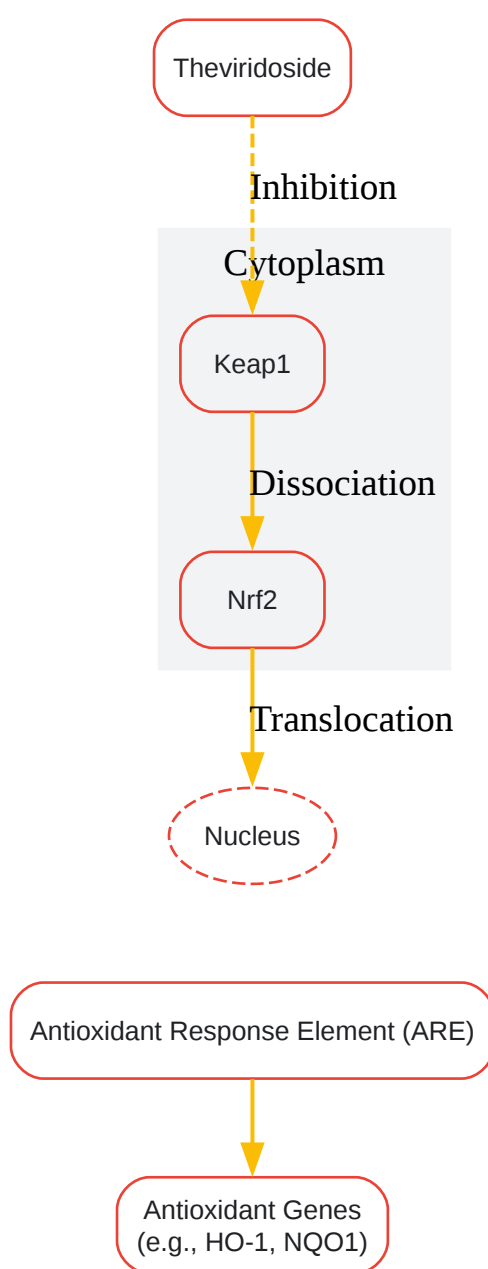 Theviridoside
Inhibition
Cytoplasm
Keap1
Dissociation
Nrf2
Translocation
Nucleus
Antioxidant Response Element (ARE)
Antioxidant Genes
(e.g., HO-1, NQO1)